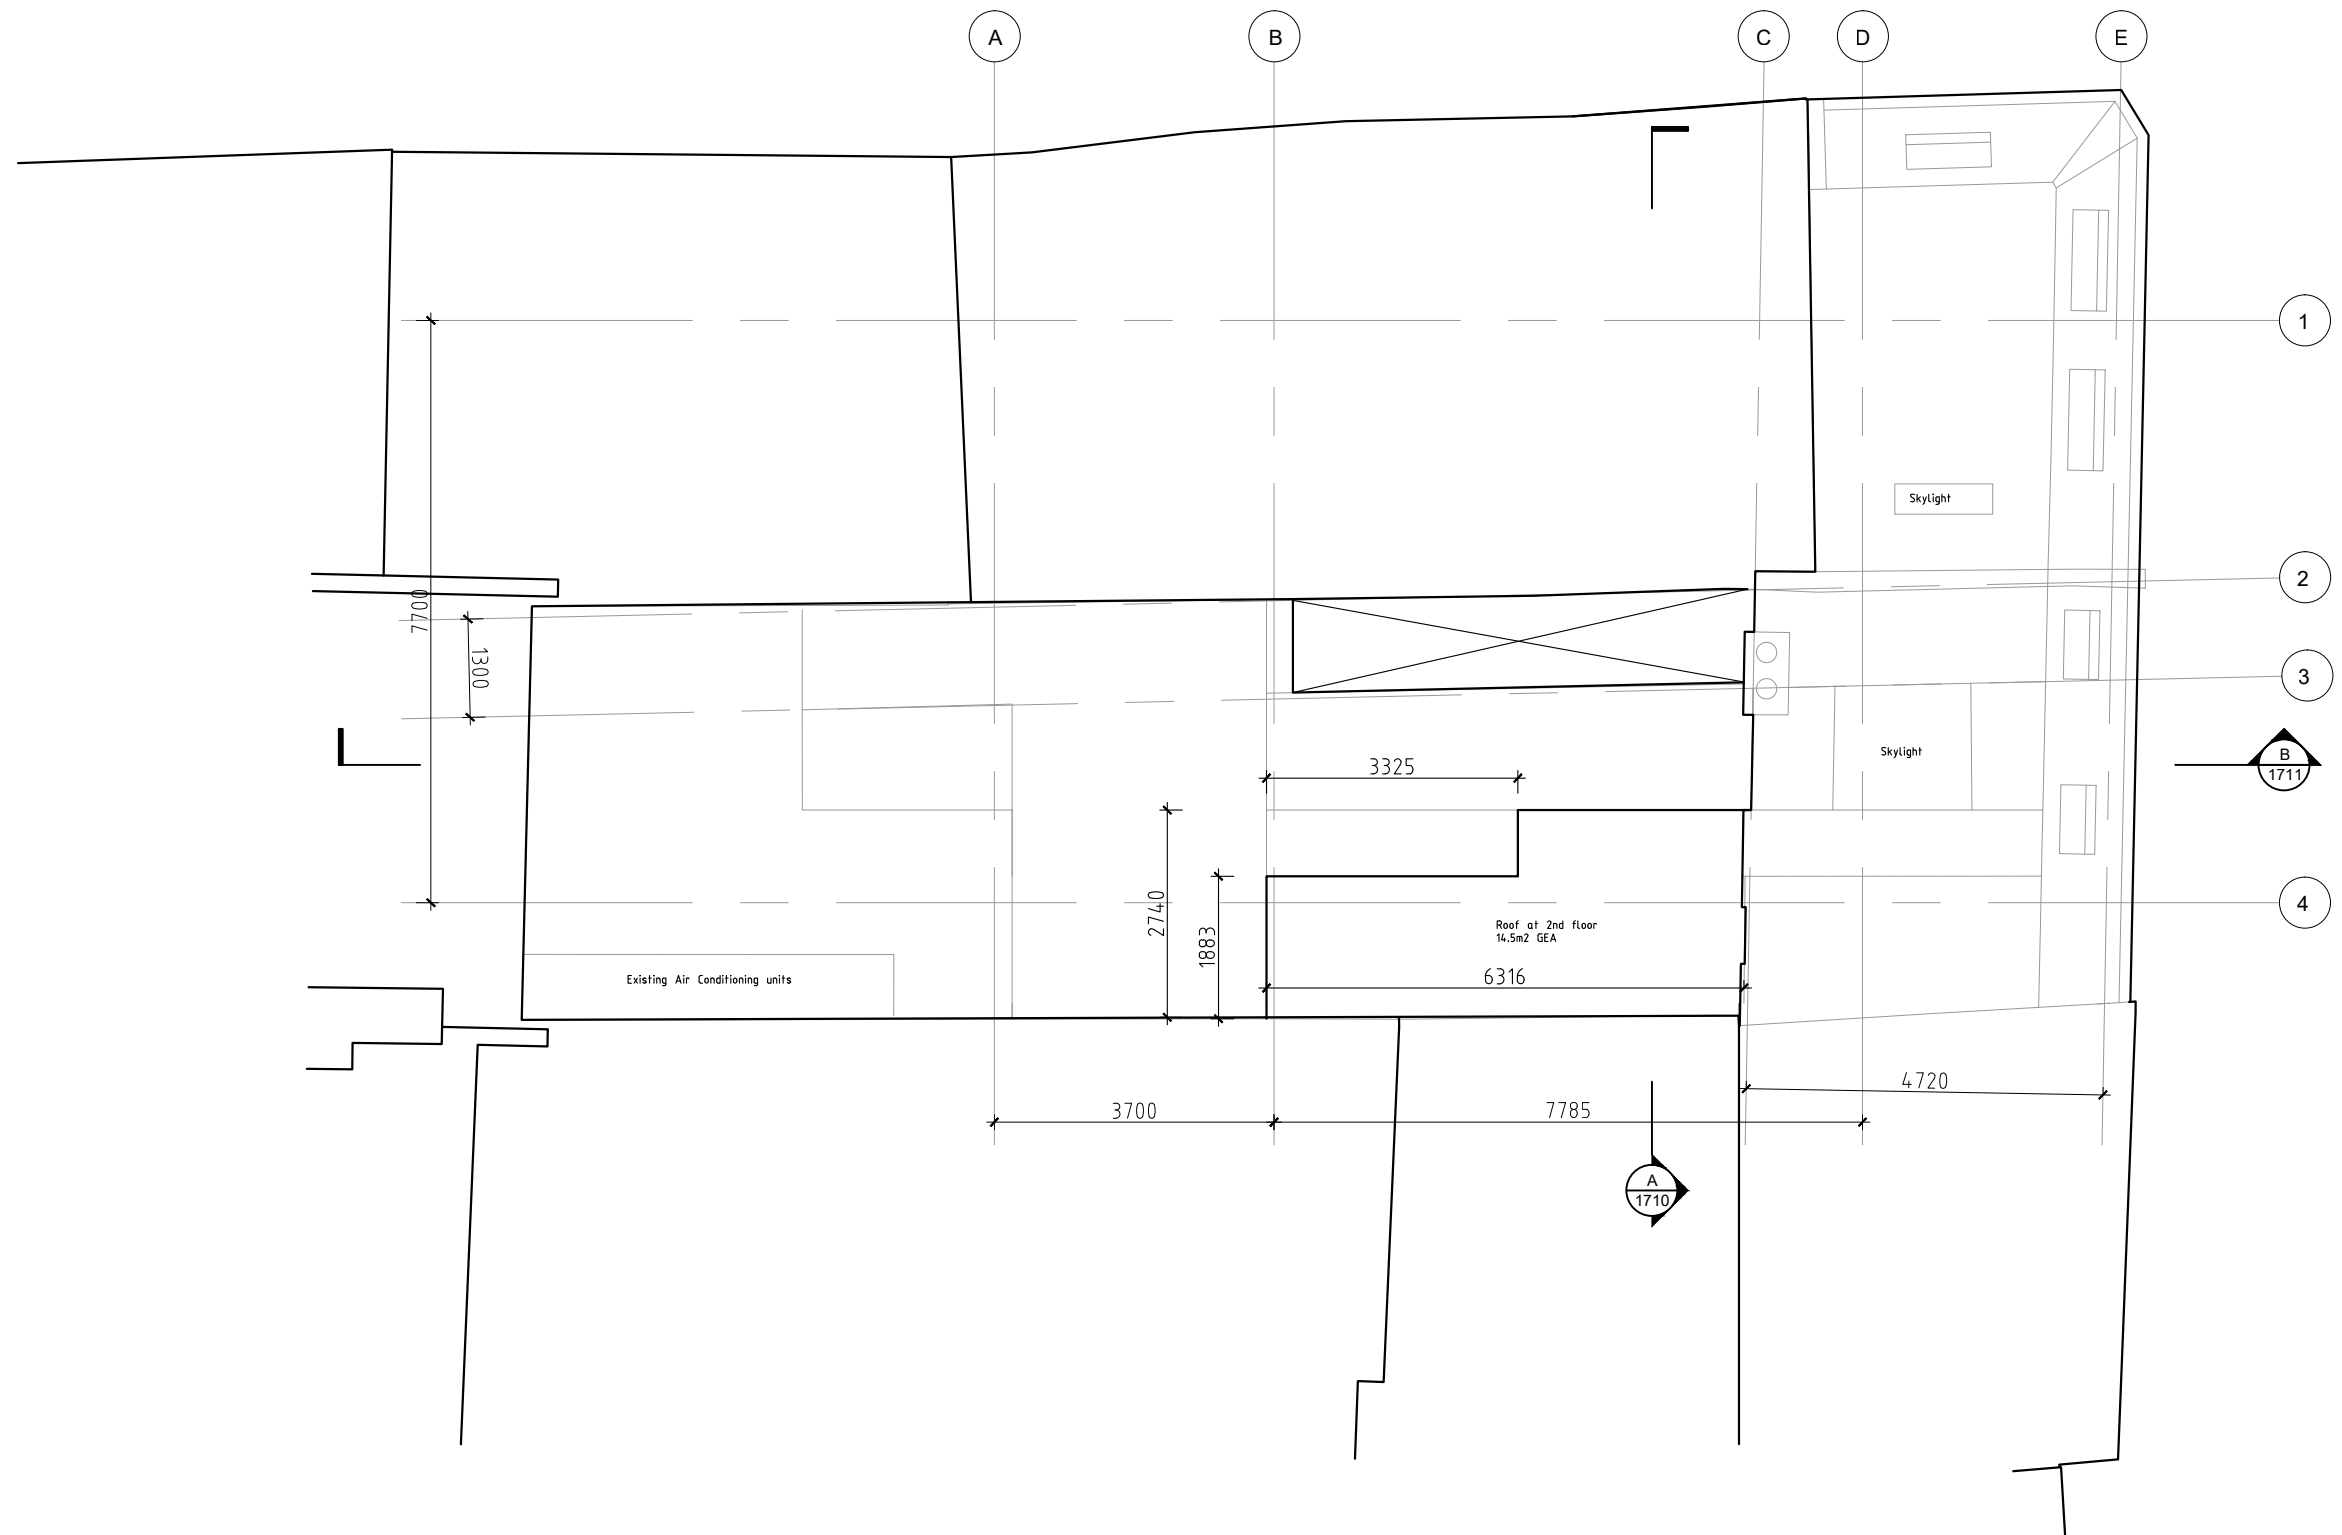 A
B
C
D
E
1
Skylight
2
7700
1300
3
Skylight
B
1711
3325
2740
1883
4
Roof at 2nd floor
14.5m2 GEA
6316
Existing Air Conditioning units
4720
3700
7785
A
1710